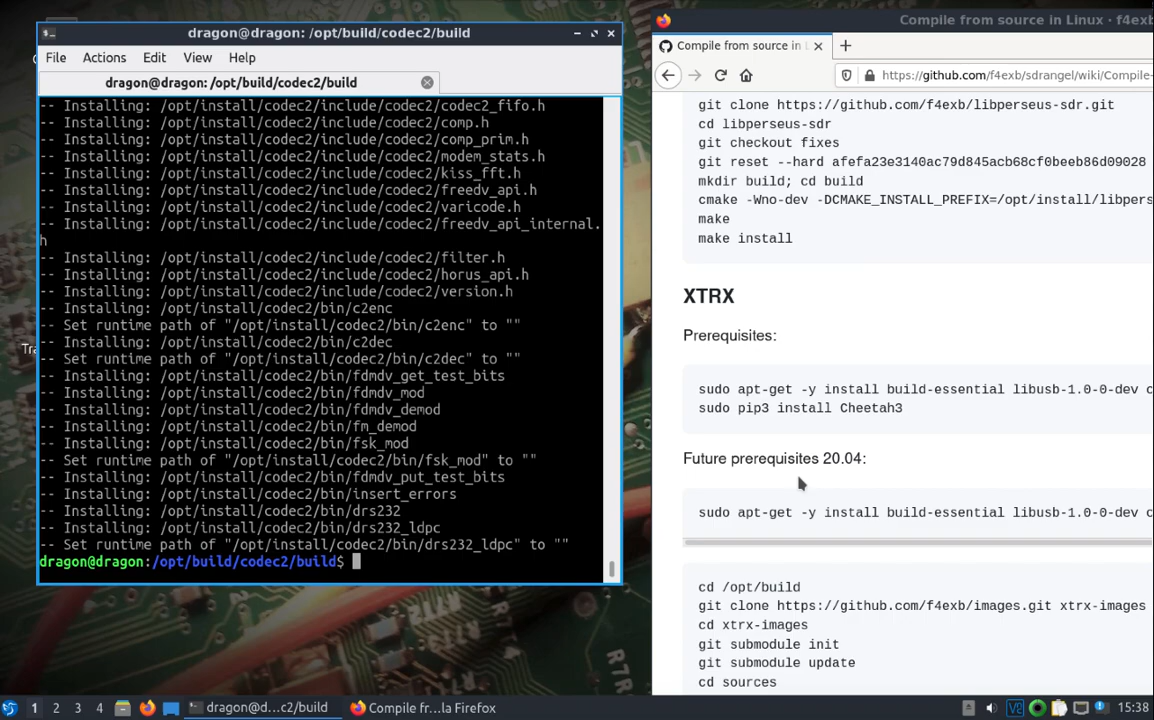 dragon@dragon: /opt/build/codec2/build
File Actions Edit View Help
dragon@dragon: /opt/build/codec2/build
-- Installing: /opt/install/codec2/include/codec2/codec2_fifo.h
-- Installing: /opt/install/codec2/include/codec2/comp.h
-- Installing: /opt/install/codec2/include/codec2/comp_prim.h
-- Installing: /opt/install/codec2/include/codec2/modem_stats.h
-- Installing: /opt/install/codec2/include/codec2/kiss_fft.h
-- Installing: /opt/install/codec2/include/codec2/freedv_api.h
-- Installing: /opt/install/codec2/include/codec2/varicode.h
-- Installing: /opt/install/codec2/include/codec2/freedv_api_internal.
h
-- Installing: /opt/install/codec2/include/codec2/filter.h
-- Installing: /opt/install/codec2/include/codec2/horus_api.h
-- Installing: /opt/install/codec2/include/codec2/version.h
-- Installing: /opt/install/codec2/bin/c2enc
-- Set runtime path of "/opt/install/codec2/bin/c2enc" to ""
-- Installing: /opt/install/codec2/bin/c2dec
-- Set runtime path of "/opt/install/codec2/bin/c2dec" to ""
-- Installing: /opt/install/codec2/bin/fdmdv_get_test_bits
-- Installing: /opt/install/codec2/bin/fdmdv_mod
-- Installing: /opt/install/codec2/bin/fdmdv_demod
-- Installing: /opt/install/codec2/bin/fm_demod
-- Installing: /opt/install/codec2/bin/fsk_mod
-- Set runtime path of "/opt/install/codec2/bin/fsk_mod" to ""
-- Installing: /opt/install/codec2/bin/fdmdv_put_test_bits
-- Installing: /opt/install/codec2/bin/insert_errors
-- Installing: /opt/install/codec2/bin/drs232
-- Installing: /opt/install/codec2/bin/drs232_ldpc
-- Set runtime path of "/opt/install/codec2/bin/drs232_ldpc" to ""
dragon@dragon:/opt/build/codec2/build$
Compile from source in Linux · f4exb
Compile from source in L
https://github.com/f4exb/sdrangel/wiki/Compile-
git clone https://github.com/f4exb/libperseus-sdr.git
cd libperseus-sdr
git checkout fixes
git reset --hard afefa23e3140ac79d845acb68cf0beeb86d09028
mkdir build; cd build
cmake -Wno-dev -DCMAKE_INSTALL_PREFIX=/opt/install/libpers
make
make install
XTRX
Prerequisites:
sudo apt-get -y install build-essential libusb-1.0-0-dev c
sudo pip3 install Cheetah3
Future prerequisites 20.04:
sudo apt-get -y install build-essential libusb-1.0-0-dev c
cd /opt/build
git clone https://github.com/f4exb/images.git xtrx-images
cd xtrx-images
git submodule init
git submodule update
cd sources
Tra
1 2 3 4 dragon@d...c2/build Compile fr...la Firefox 15:38